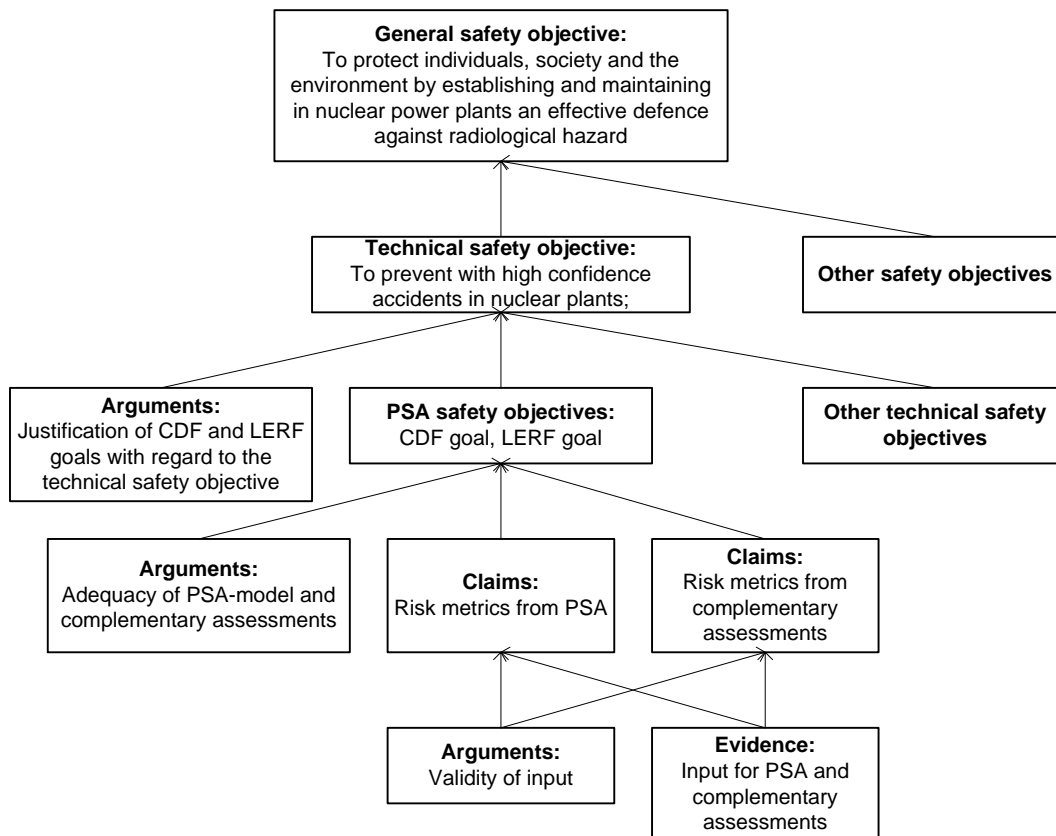 General safety objective:
To protect individuals, society and the
environment by establishing and maintaining
in nuclear power plants an effective defence
against radiological hazard
Technical safety objective:
To prevent with high confidence
accidents in nuclear plants;
Other safety objectives
Arguments:
Justification of CDF and LERF
goals with regard to the
technical safety objective
PSA safety objectives:
CDF goal, LERF goal
Other technical safety
objectives
Arguments:
Adequacy of PSA-model and
complementary assessments
Claims:
Risk metrics from PSA
Claims:
Risk metrics from
complementary
assessments
Arguments:
Validity of input
Evidence:
Input for PSA and
complementary
assessments